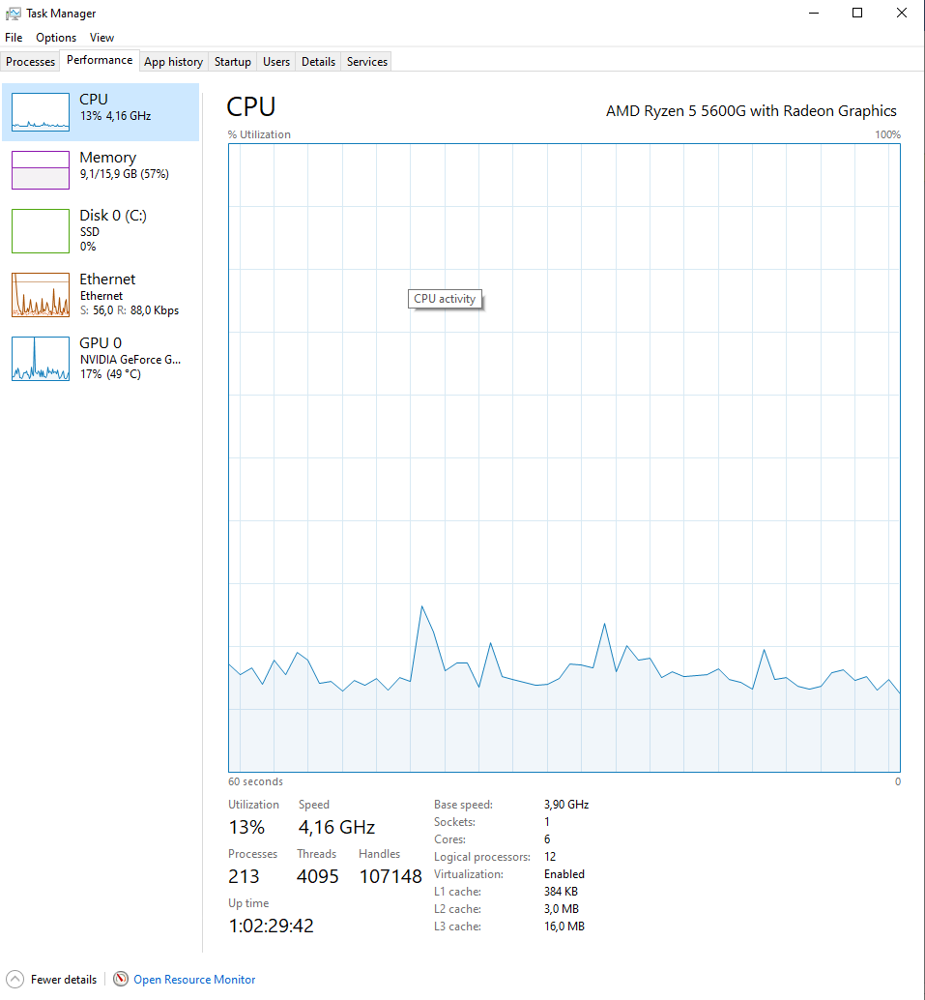 Task Manager
File Options View
Processes Performance App history Startup Users Details Services
CPU
13% 4,16 GHz
Memory
9,1/15,9 GB (57%)
Disk 0 (C:)
SSD
0%
Ethernet
Ethernet
S: 56,0 R: 88,0 Kbps
GPU 0
NVIDIA GeForce G...
17% (49 °C)
CPU AMD Ryzen 5 5600G with Radeon Graphics
% Utilization 100%
CPU activity
60 seconds 0
Utilization Speed
13% 4,16 GHz
Processes Threads Handles
213 4095 107148
Up time
1:02:29:42
Base speed: 3,90 GHz
Sockets: 1
Cores: 6
Logical processors: 12
Virtualization: Enabled
L1 cache: 384 KB
L2 cache: 3,0 MB
L3 cache: 16,0 MB
Fewer details Open Resource Monitor